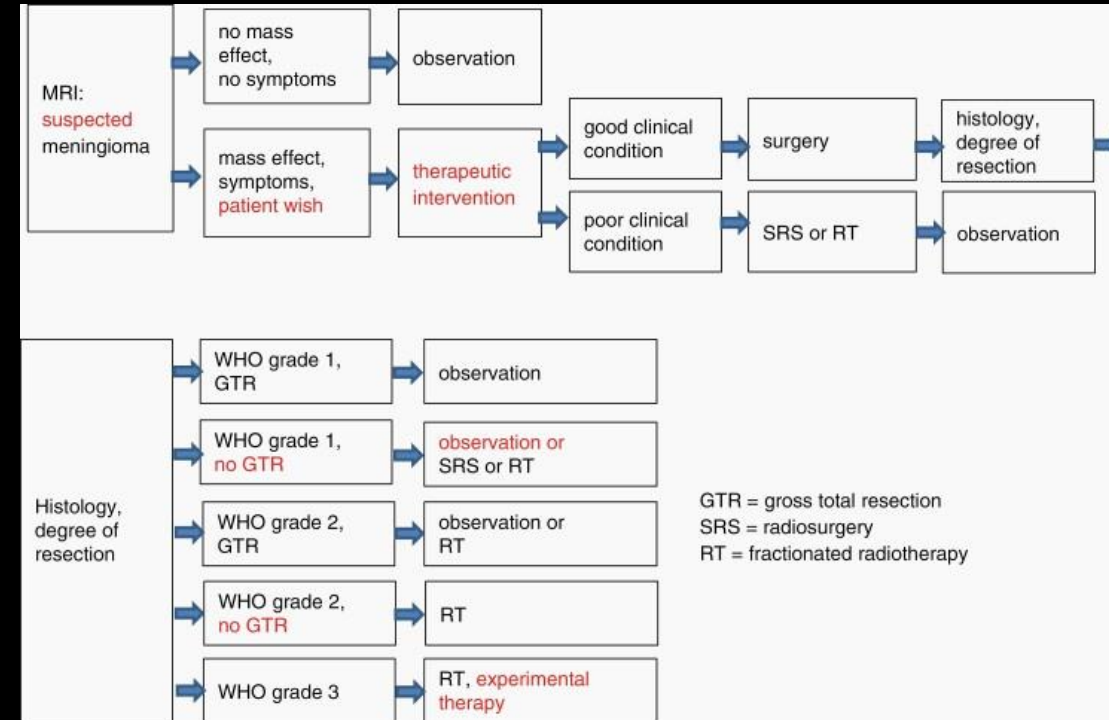 MRI:
suspected
meningioma
no mass
effect,
no symptoms
observation
mass effect,
symptoms,
patient wish
therapeutic
intervention
good clinical
condition
surgery
histology,
degree of
resection
poor clinical
condition
SRS or RT
observation
Histology,
degree of
resection
WHO grade 1,
GTR
observation
WHO grade 1,
no GTR
observation or
SRS or RT
WHO grade 2,
GTR
observation or
RT
WHO grade 2,
no GTR
RT
WHO grade 3
RT, experimental
therapy
GTR = gross total resection
SRS = radiosurgery
RT = fractionated radiotherapy